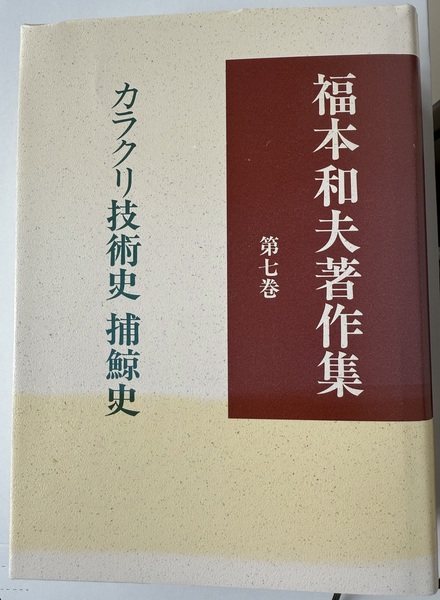 福本和夫著作集
第七巻
カラクリ技術史 捕鯨史